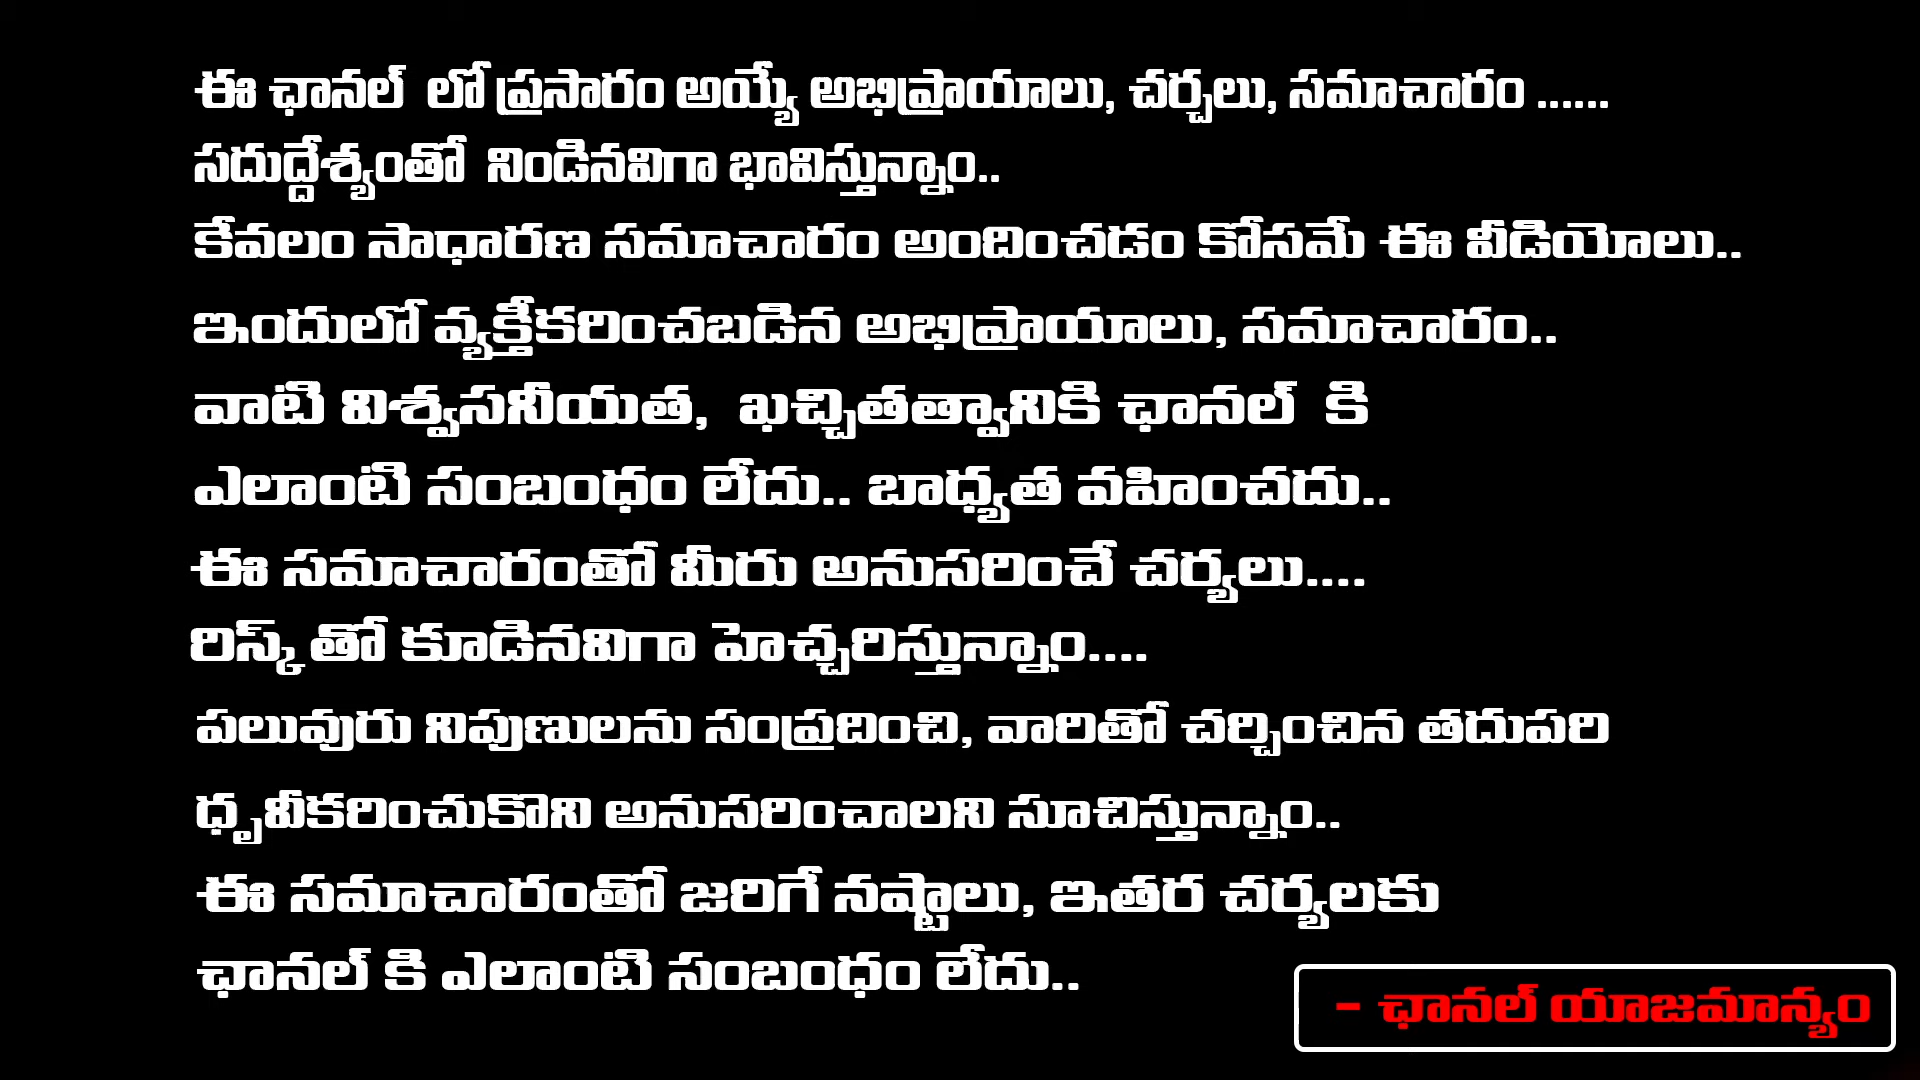 ఈ ఛానల్ లో ప్రసారం అయ్యే అభిప్రాయాలు, చర్చలు, సమాచారం ......
సదుద్దేశ్యంతో నిండినవిగా భావిస్తున్నాం..
కేవలం సాధారణ సమాచారం అందించడం కోసమే ఈ వీడియోలు..
ఇందులో వ్యక్తీకరించబడిన అభిప్రాయాలు, సమాచారం..
వాటి విశ్వసనీయత, ఖచ్చితత్వానికి ఛానల్ కి
ఎలాంటి సంబంధం లేదు.. బాధ్యత వహించదు..
ఈ సమాచారంతో మీరు అనుసరించే చర్యలు....
రిస్క్ తో కూడినవిగా హెచ్చరిస్తున్నాం....
పలువురు నిపుణులను సంప్రదించి, వారితో చర్చించిన తదుపరి
ధృవీకరించుకొని అనుసరించాలని సూచిస్తున్నాం..
ఈ సమాచారంతో జరిగే నష్టాలు, ఇతర చర్యలకు
ఛానల్ కి ఎలాంటి సంబంధం లేదు..
- ఛానల్ యాజమాన్యం